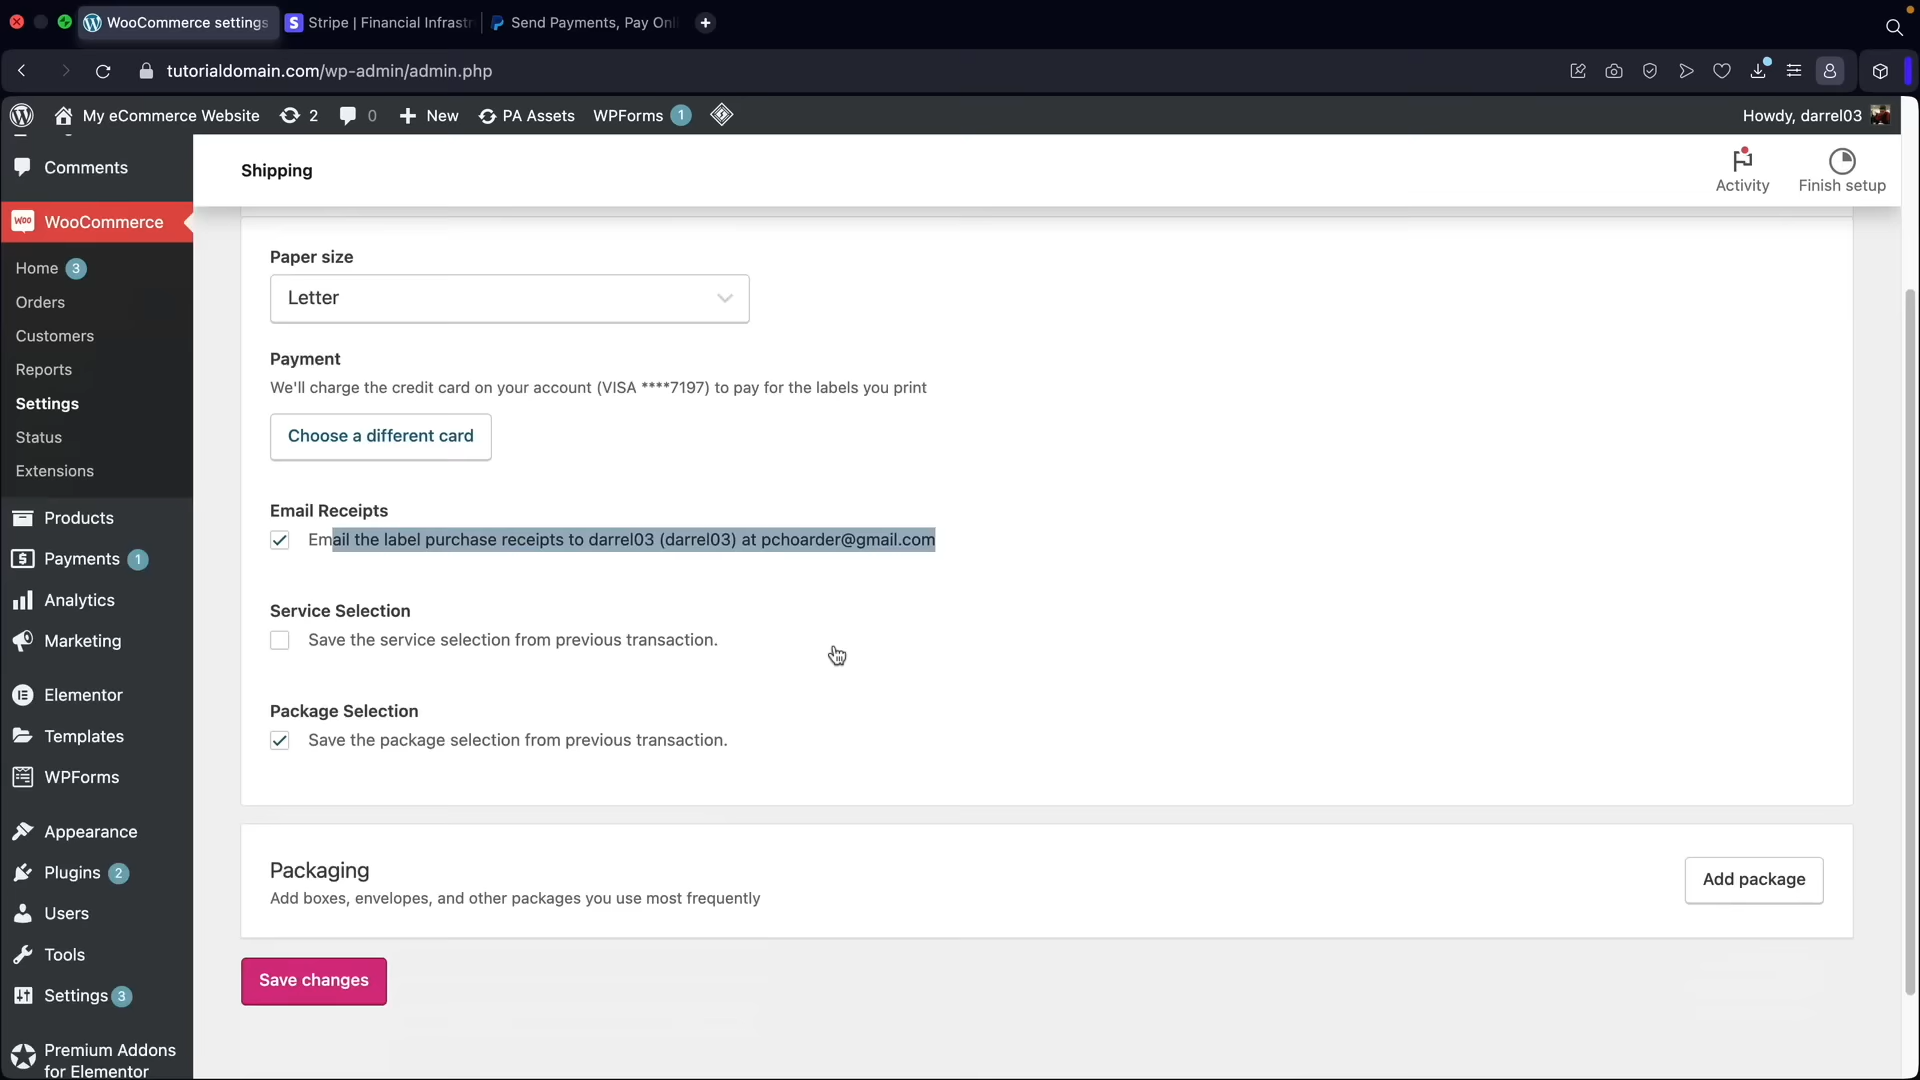 WooCommerce settings
Stripe | Financial Infrastr
Send Payments, Pay Onl
tutorialdomain.com/wp-admin/admin.php
My eCommerce Website
2
0
New
PA Assets
WPForms
1
Howdy, darrel03
Comments
WooCommerce
Home 3
Orders
Customers
Reports
Settings
Status
Extensions
Products
Payments 1
Analytics
Marketing
Elementor
Templates
WPForms
Appearance
Plugins 2
Users
Tools
Settings 3
Premium Addons
for Elementor
Shipping
Activity
Finish setup
Paper size
Letter
Payment
We'll charge the credit card on your account (VISA ****7197) to pay for the labels you print
Choose a different card
Email Receipts
Email the label purchase receipts to darrel03 (darrel03) at pchoarder@gmail.com
Service Selection
Save the service selection from previous transaction.
Package Selection
Save the package selection from previous transaction.
Packaging
Add boxes, envelopes, and other packages you use most frequently
Add package
Save changes